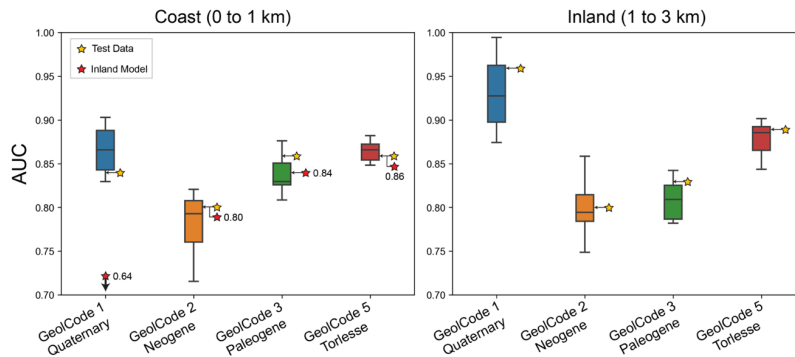 Coast (0 to 1 km)
Inland (1 to 3 km)
AUC
1.00
0.95
0.90
0.85
0.80
0.75
0.70
Test Data
Inland Model
0.64
0.80
0.84
0.86
GeolCode 1
Quaternary
GeolCode 2
Neogene
GeolCode 3
Paleogene
GeolCode 5
Torlesse
1.00
0.95
0.90
0.85
0.80
0.75
0.70
GeolCode 1
Quaternary
GeolCode 2
Neogene
GeolCode 3
Paleogene
GeolCode 5
Torlesse